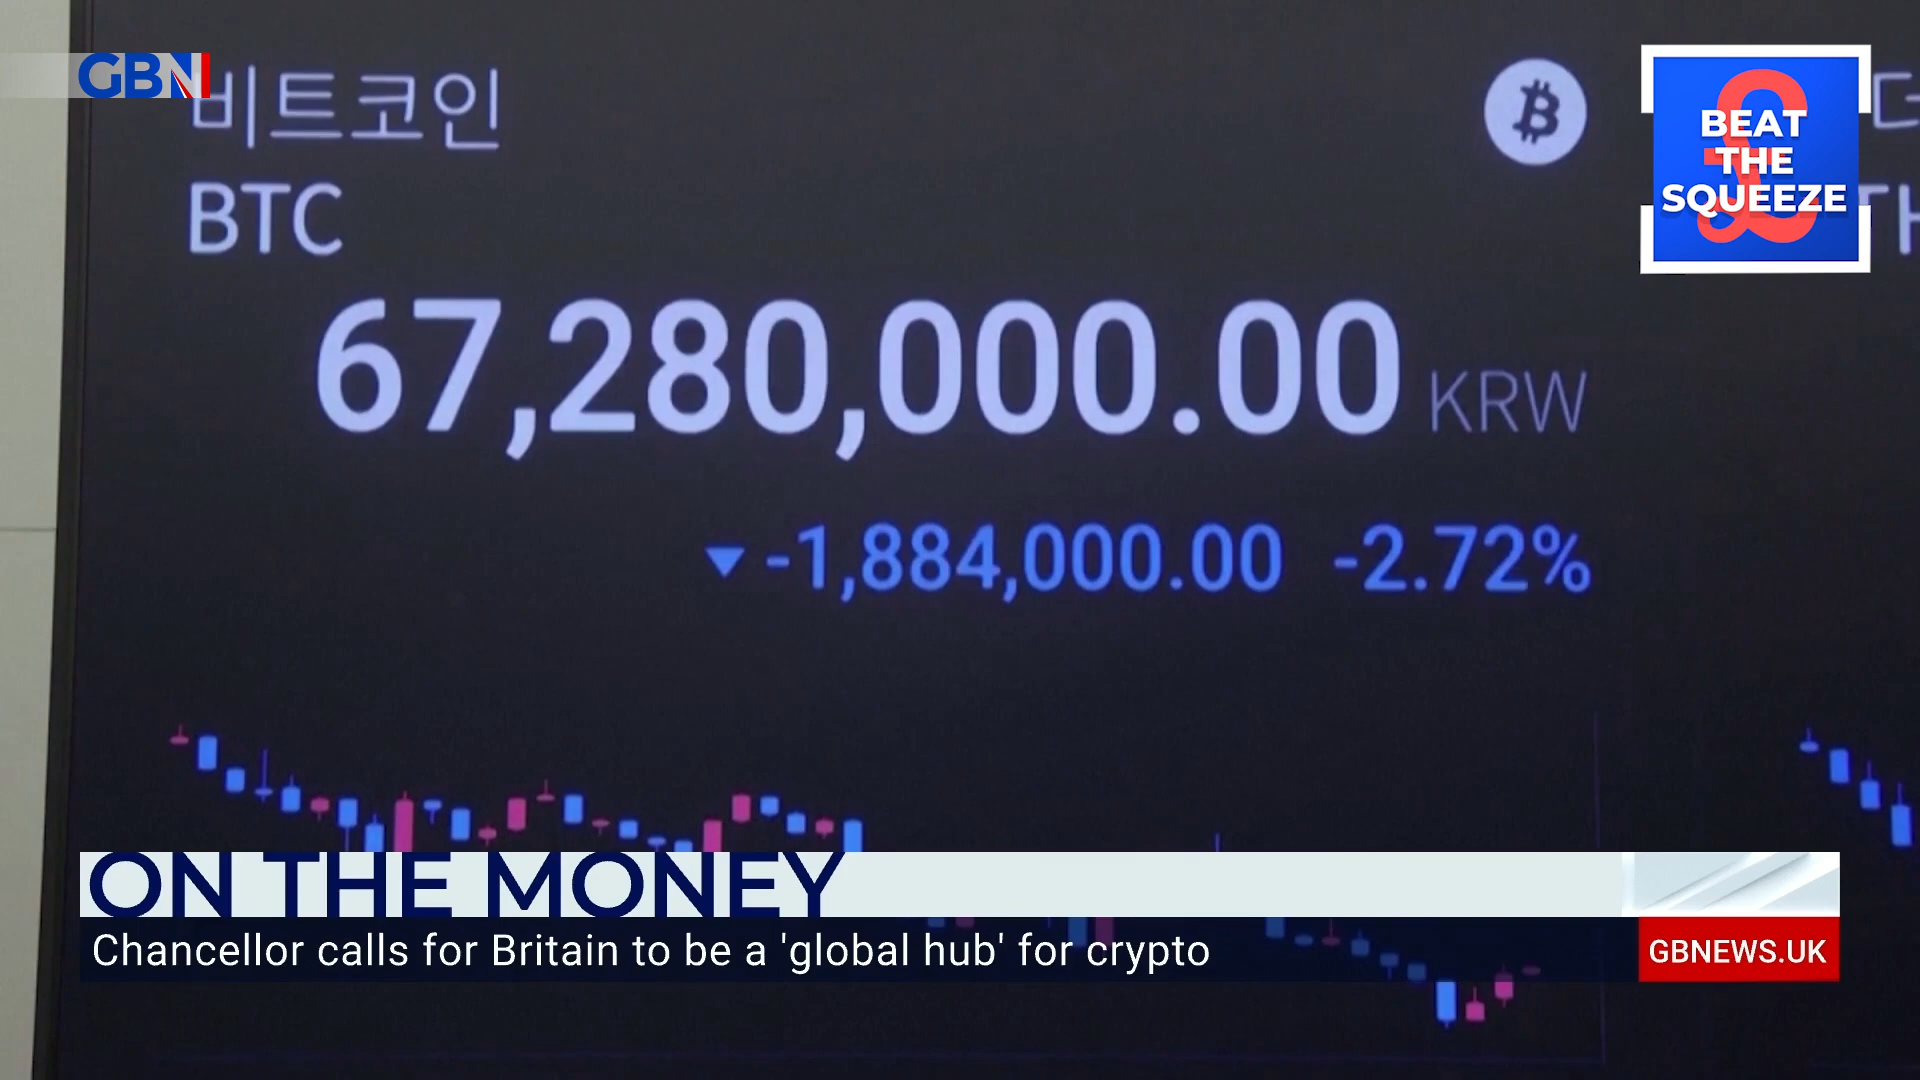 GBN
비트코인
BTC
67,280,000.00 KRW
-1,884,000.00 -2.72%
BEAT
THE
SQUEEZE
ON THE MONEY
Chancellor calls for Britain to be a 'global hub' for crypto
GBNEWS.UK